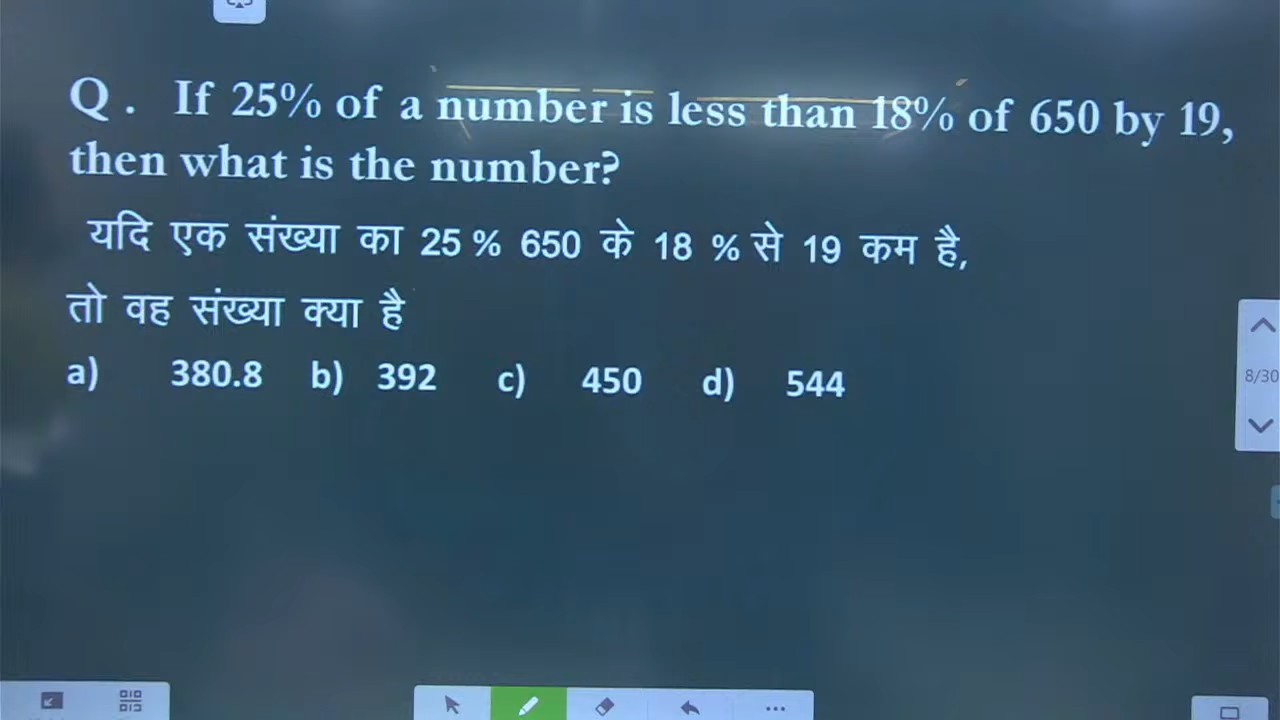 Q. If 25% of a number is less than 18% of 650 by 19,
then what is the number?
यदि एक संख्या का 25 % 650 के 18 % से 19 कम है,
तो वह संख्या क्या है
a) 380.8 b) 392 c) 450 d) 544
8/30